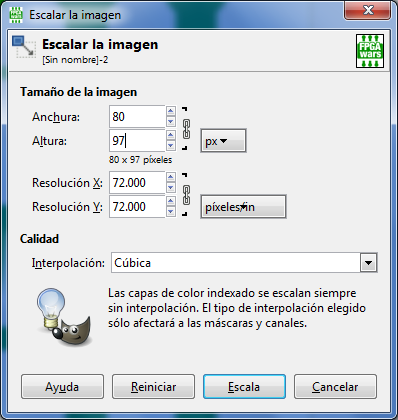 Escalar la imagen
Escalar la imagen
[Sin nombre]-2
FPGA
wars
Tamaño de la imagen
Anchura: 80
Altura: 97 px
80 x 97 píxeles
Resolución X: 72.000
Resolución Y: 72.000 píxeles/in
Calidad
Interpolación: Cúbica
Las capas de color indexado se escalan siempre
sin interpolación. El tipo de interpolación elegido
sólo afectará a las máscaras y canales.
Ayuda Reiniciar Escala Cancelar